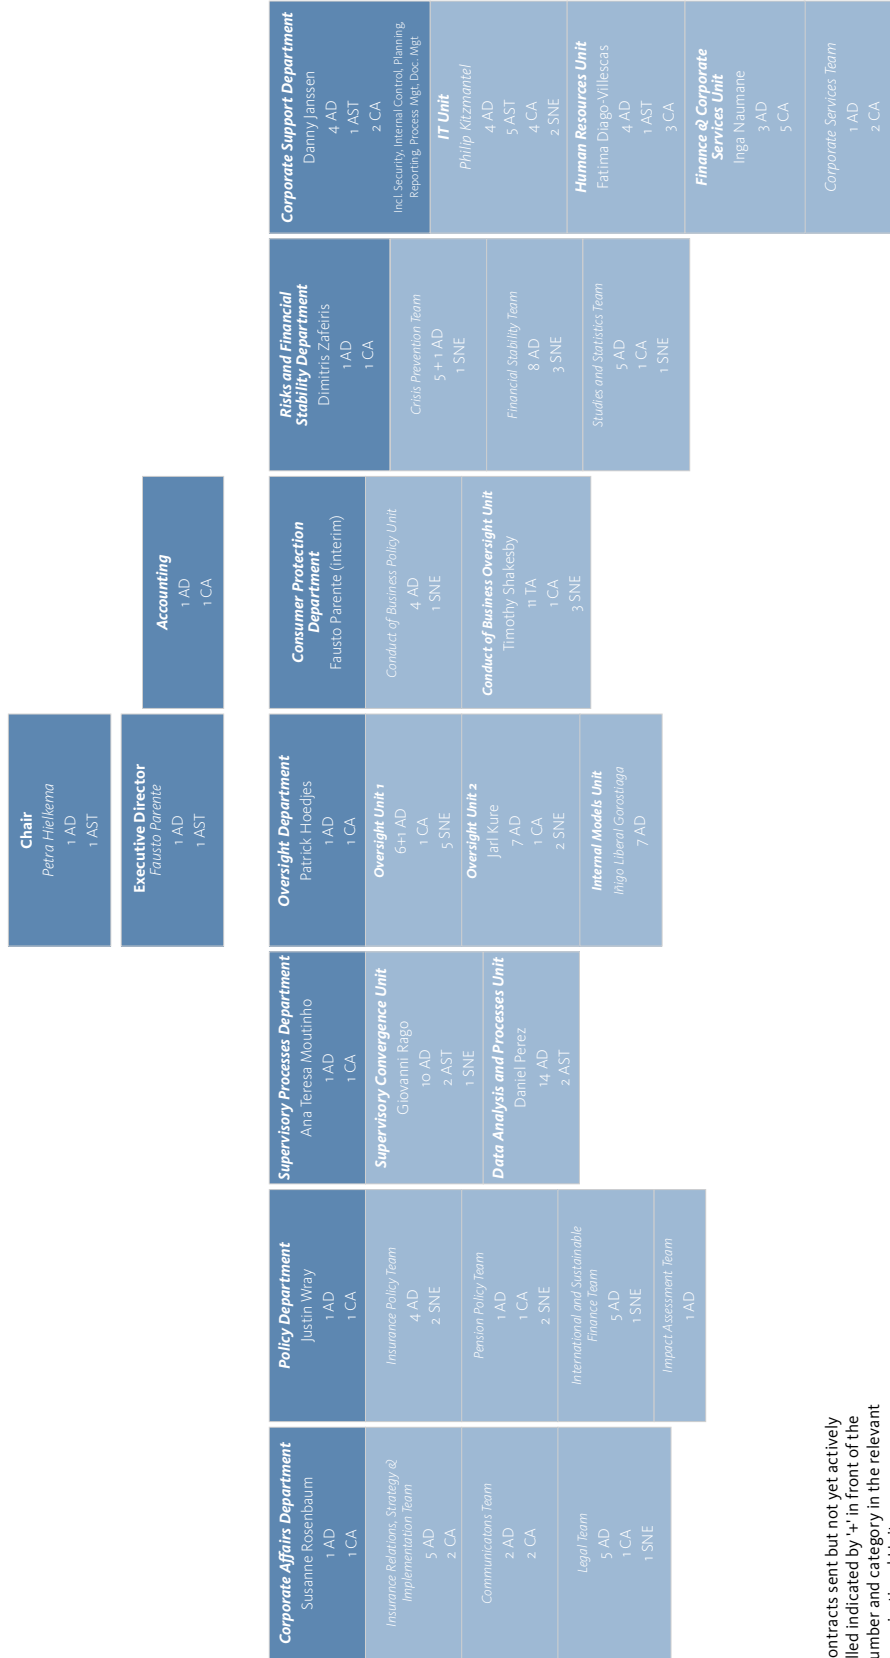 Chair
Petra Hielkema
1 AD
1 AST
Executive Director
Fausto Parente
1 AD
1 AST
Accounting
1 AD
1 CA
Corporate Affairs Department
Susanne Rosenbaum
1 AD
1 CA
Insurance Relations, Strategy &
Implementation Team
5 AD
2 CA
Communicatons Team
2 AD
2 CA
Legal Team
5 AD
1 CA
1 SNE
Policy Department
Justin Wray
1 AD
1 CA
Insurance Policy Team
4 AD
2 SNE
Pension Policy Team
1 AD
1 CA
2 SNE
International and Sustainable
Finance Team
5 AD
1 SNE
Impact Assessment Team
1 AD
Supervisory Processes Department
Ana Teresa Moutinho
1 AD
1 CA
Supervisory Convergence Unit
Giovanni Rago
10 AD
2 AST
1 SNE
Data Analysis and Processes Unit
Daniel Perez
14 AD
2 AST
Oversight Department
Patrick Hoedjes
1 AD
1 CA
Oversight Unit 1
6+1 AD
1 CA
5 SNE
Oversight Unit 2
Jarl Kure
7 AD
1 CA
2 SNE
Internal Models Unit
Iñigo Liberal Gorostiaga
7 AD
Consumer Protection
Department
Fausto Parente (interim)
Conduct of Business Policy Unit
4 AD
1 SNE
Conduct of Business Oversight Unit
Timothy Shakesby
11 TA
1 CA
3 SNE
Risks and Financial
Stability Department
Dimitris Zafeiris
1 AD
1 CA
Crisis Prevention Team
5 + 1 AD
1 SNE
Financial Stability Team
8 AD
3 SNE
Studies and Statistics Team
5 AD
1 CA
1 SNE
Corporate Support Department
Danny Janssen
4 AD
1 AST
2 CA
Incl. Security, Internal Control, Planning,
Reporting, Process Mgt, Doc. Mgt
IT Unit
Philip Kitzmantel
4 AD
5 AST
4 CA
2 SNE
Human Resources Unit
Fatima Diago-Villescas
4 AD
1 AST
3 CA
Finance & Corporate
Services Unit
Inga Naumane
3 AD
5 CA
Corporate Services Team
1 AD
2 CA
ontracts sent but not yet actively
lled indicated by '+' in front of the
umber and category in the relevant